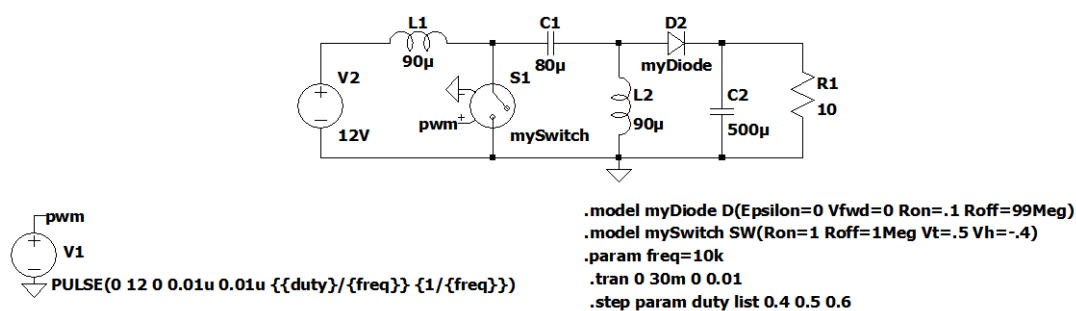 L1
90µ
C1
80µ
D2
myDiode
V2
12V
S1
pwm
mySwitch
L2
90µ
C2
500µ
R1
10
pwm
V1
PULSE(0 12 0 0.01u 0.01u {{duty}/{freq}} {1/{freq}})
.model myDiode D(Epsilon=0 Vfwd=0 Ron=.1 Roff=99Meg)
.model mySwitch SW(Ron=1 Roff=1Meg Vt=.5 Vh=-.4)
.param freq=10k
.tran 0 30m 0 0.01
.step param duty list 0.4 0.5 0.6